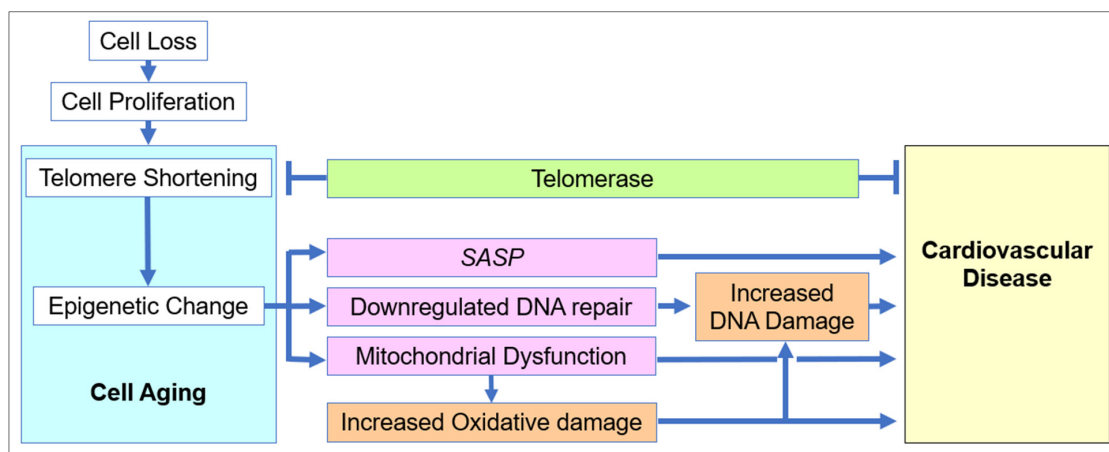 Cell Loss
Cell Proliferation
Telomere Shortening
Telomerase
SASP
Cardiovascular
Disease
Epigenetic Change
Downregulated DNA repair
Increased
DNA Damage
Mitochondrial Dysfunction
Cell Aging
Increased Oxidative damage